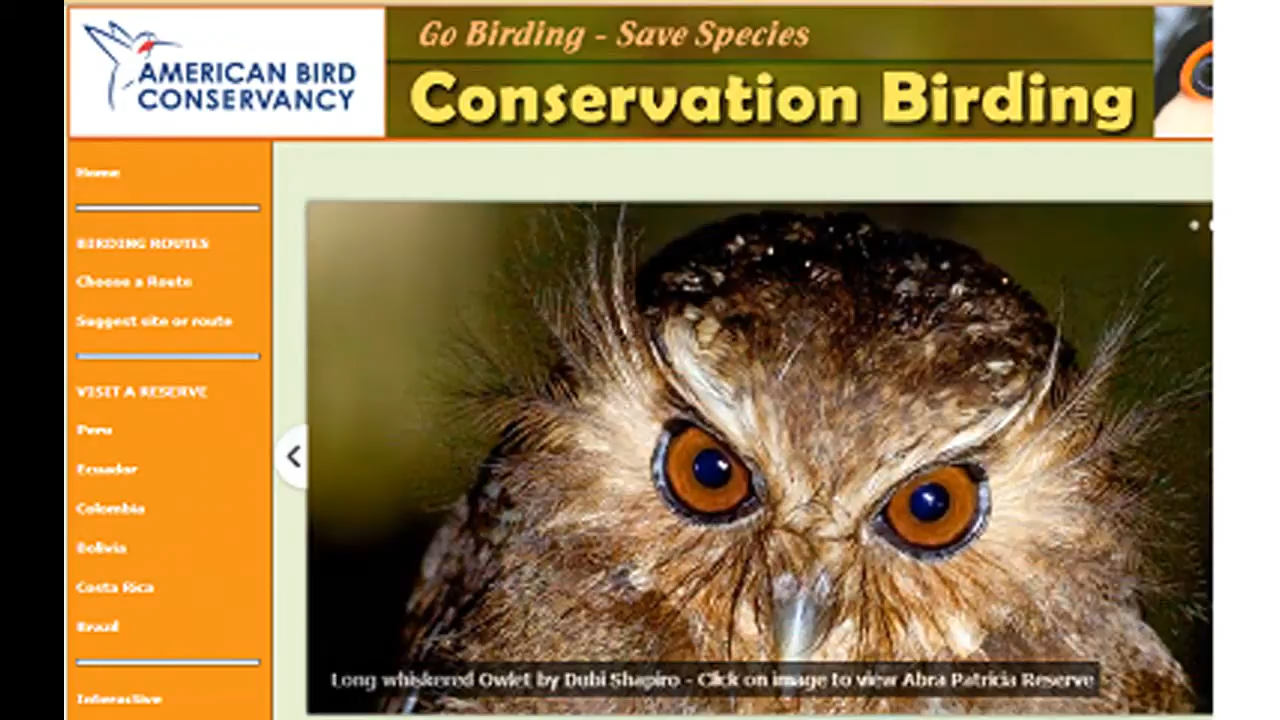 Go Birding - Save Species
AMERICAN BIRD
CONSERVANCY
Conservation Birding
Home
BIRDING ROUTES
Choose a Route
Suggest site or route
VISIT A RESERVE
Peru
Ecuador
Colombia
Bolivia
Costa Rica
Brazil
Interactive
Long whiskered Owlet by Dubi Shapiro - Click on image to view Abra Patricia Reserve